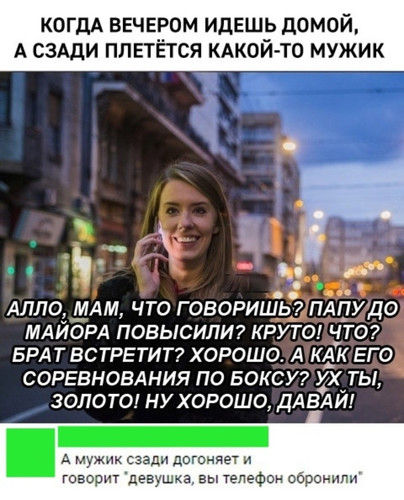 КОГДА ВЕЧЕРОМ ИДЕШЬ ДОМОЙ,
А СЗАДИ ПЛЕТЁТСЯ КАКОЙ-ТО МУЖИК
АЛЛО, МАМ, ЧТО ГОВОРИШЬ? ПАПУ ДО
МАЙОРА ПОВЫСИЛИ? КРУТО! ЧТО?
БРАТ ВСТРЕТИТ? ХОРОШО. А КАК ЕГО
СОРЕВНОВАНИЯ ПО БОКСУ? УХ ТЫ,
ЗОЛОТО! НУ ХОРОШО, ДАВАЙ!
А мужик сзади догоняет и
говорит "девушка, вы телефон обронили"